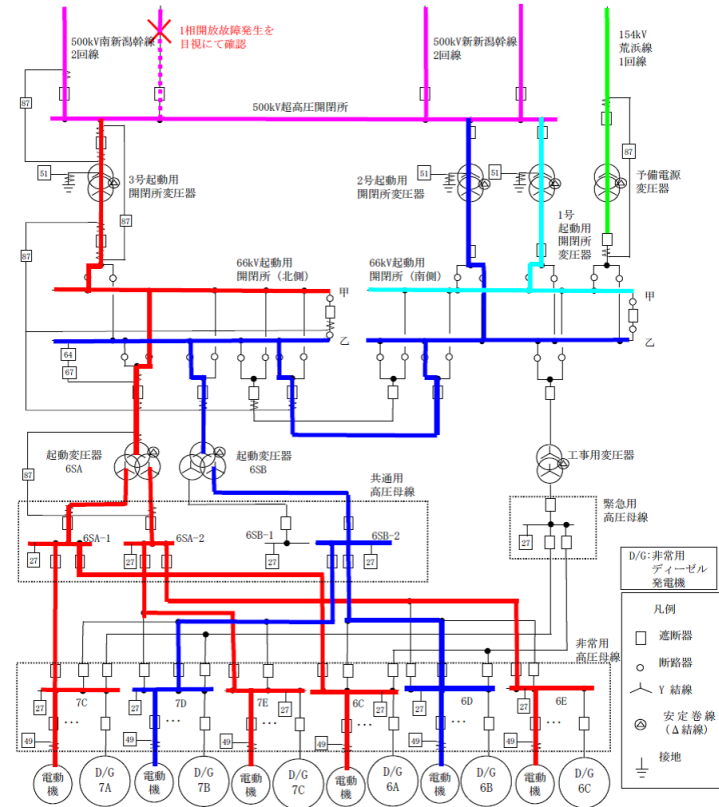 500kV南新潟幹線
2回線
1相開放故障発生を
目視にて確認
500kV新新潟幹線
2回線
154kV
荒浜線
1回線
87
500kV超高圧開閉所
87
51
3号起動用
開閉所変圧器
87
2号起動用
開閉所変圧器
51
51
予備電源
変圧器
1号
起動用
開閉所
変圧器
87
66kV起動用
開閉所(北側)
66kV起動用
開閉所(南側)
甲
甲
乙
乙
64
67
起動変圧器
6SA
起動変圧器
6SB
工事用変圧器
87
共通用
高圧母線
緊急用
高圧母線
6SA-1
6SA-2
6SB-1
6SB-2
27
27
27
27
27
D/G:非常用
ディーゼル
発電機
凡例
遮断器
断路器
Y 結線
安定巻線
(Δ結線)
接地
非常用
高圧母線
7C
7D
7E
6C
6D
6E
27
27
27
27
27
27
…
…
…
…
…
…
49
49
49
49
49
49
電動機
D/G
7A
電動機
D/G
7B
電動機
D/G
7C
電動機
D/G
6A
電動機
D/G
6B
電動機
D/G
6C